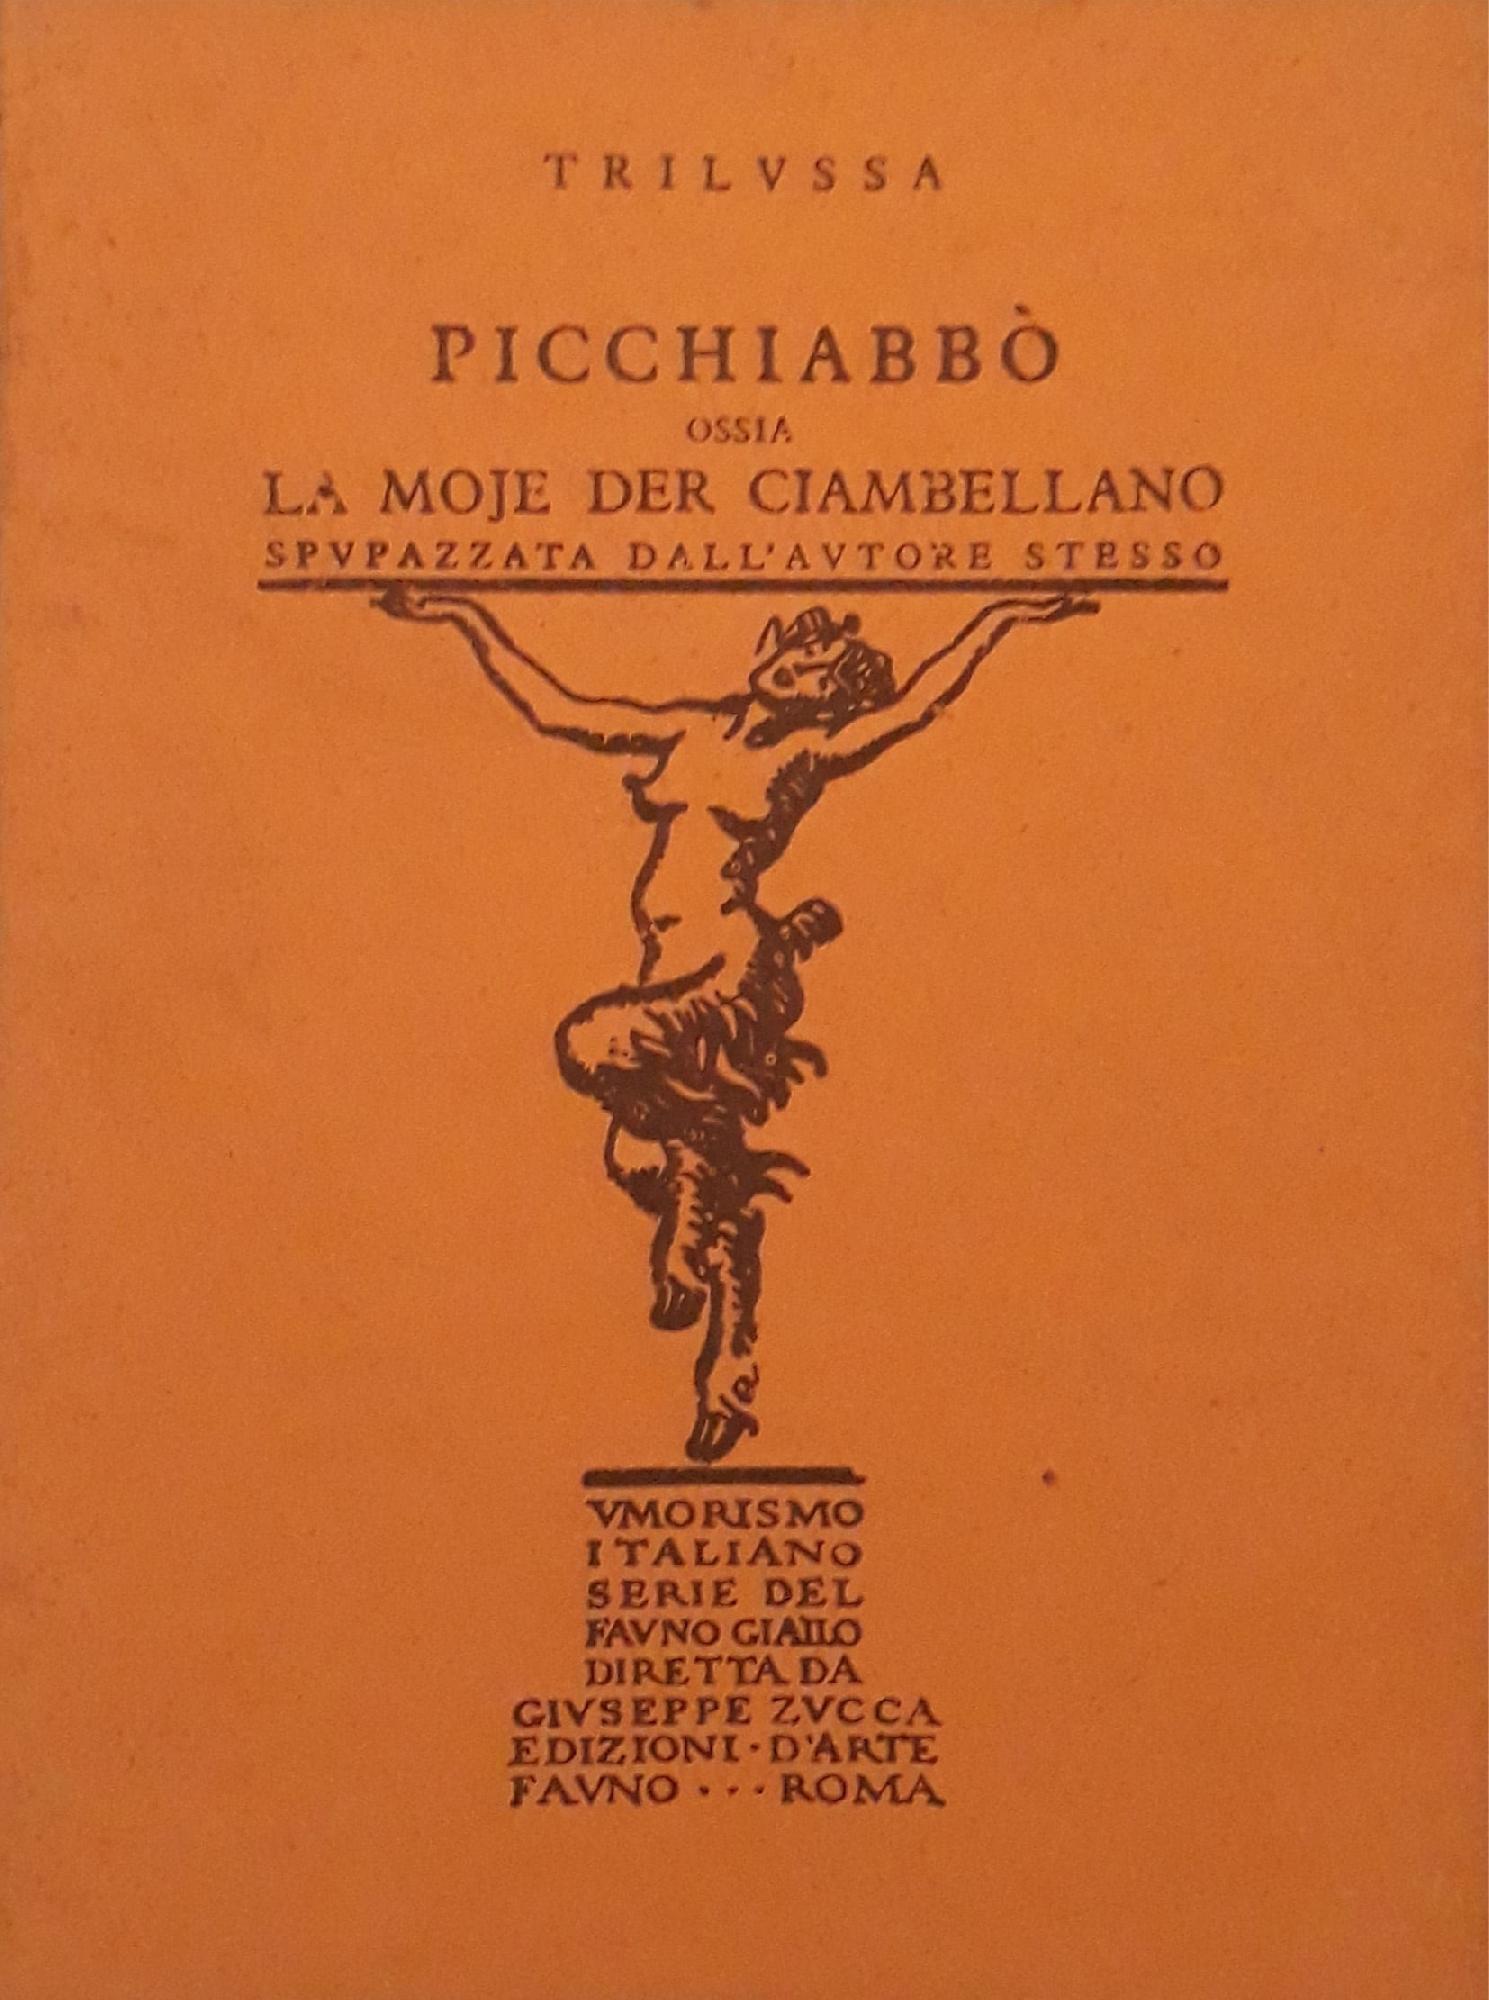 TRILVSSA
PICCHIABBÒ
OSSIA
LA MOJE DER CIAMBELLANO
SPVPAZZATA DALL'AVTORE STESSO
VMORISMO
ITALIANO
SERIE DEL
FAVNO GIALLO
DIRETTA DA
GIVSEPPE ZVCCA
EDIZIONI · D'ARTE
FAVNO · · · ROMA